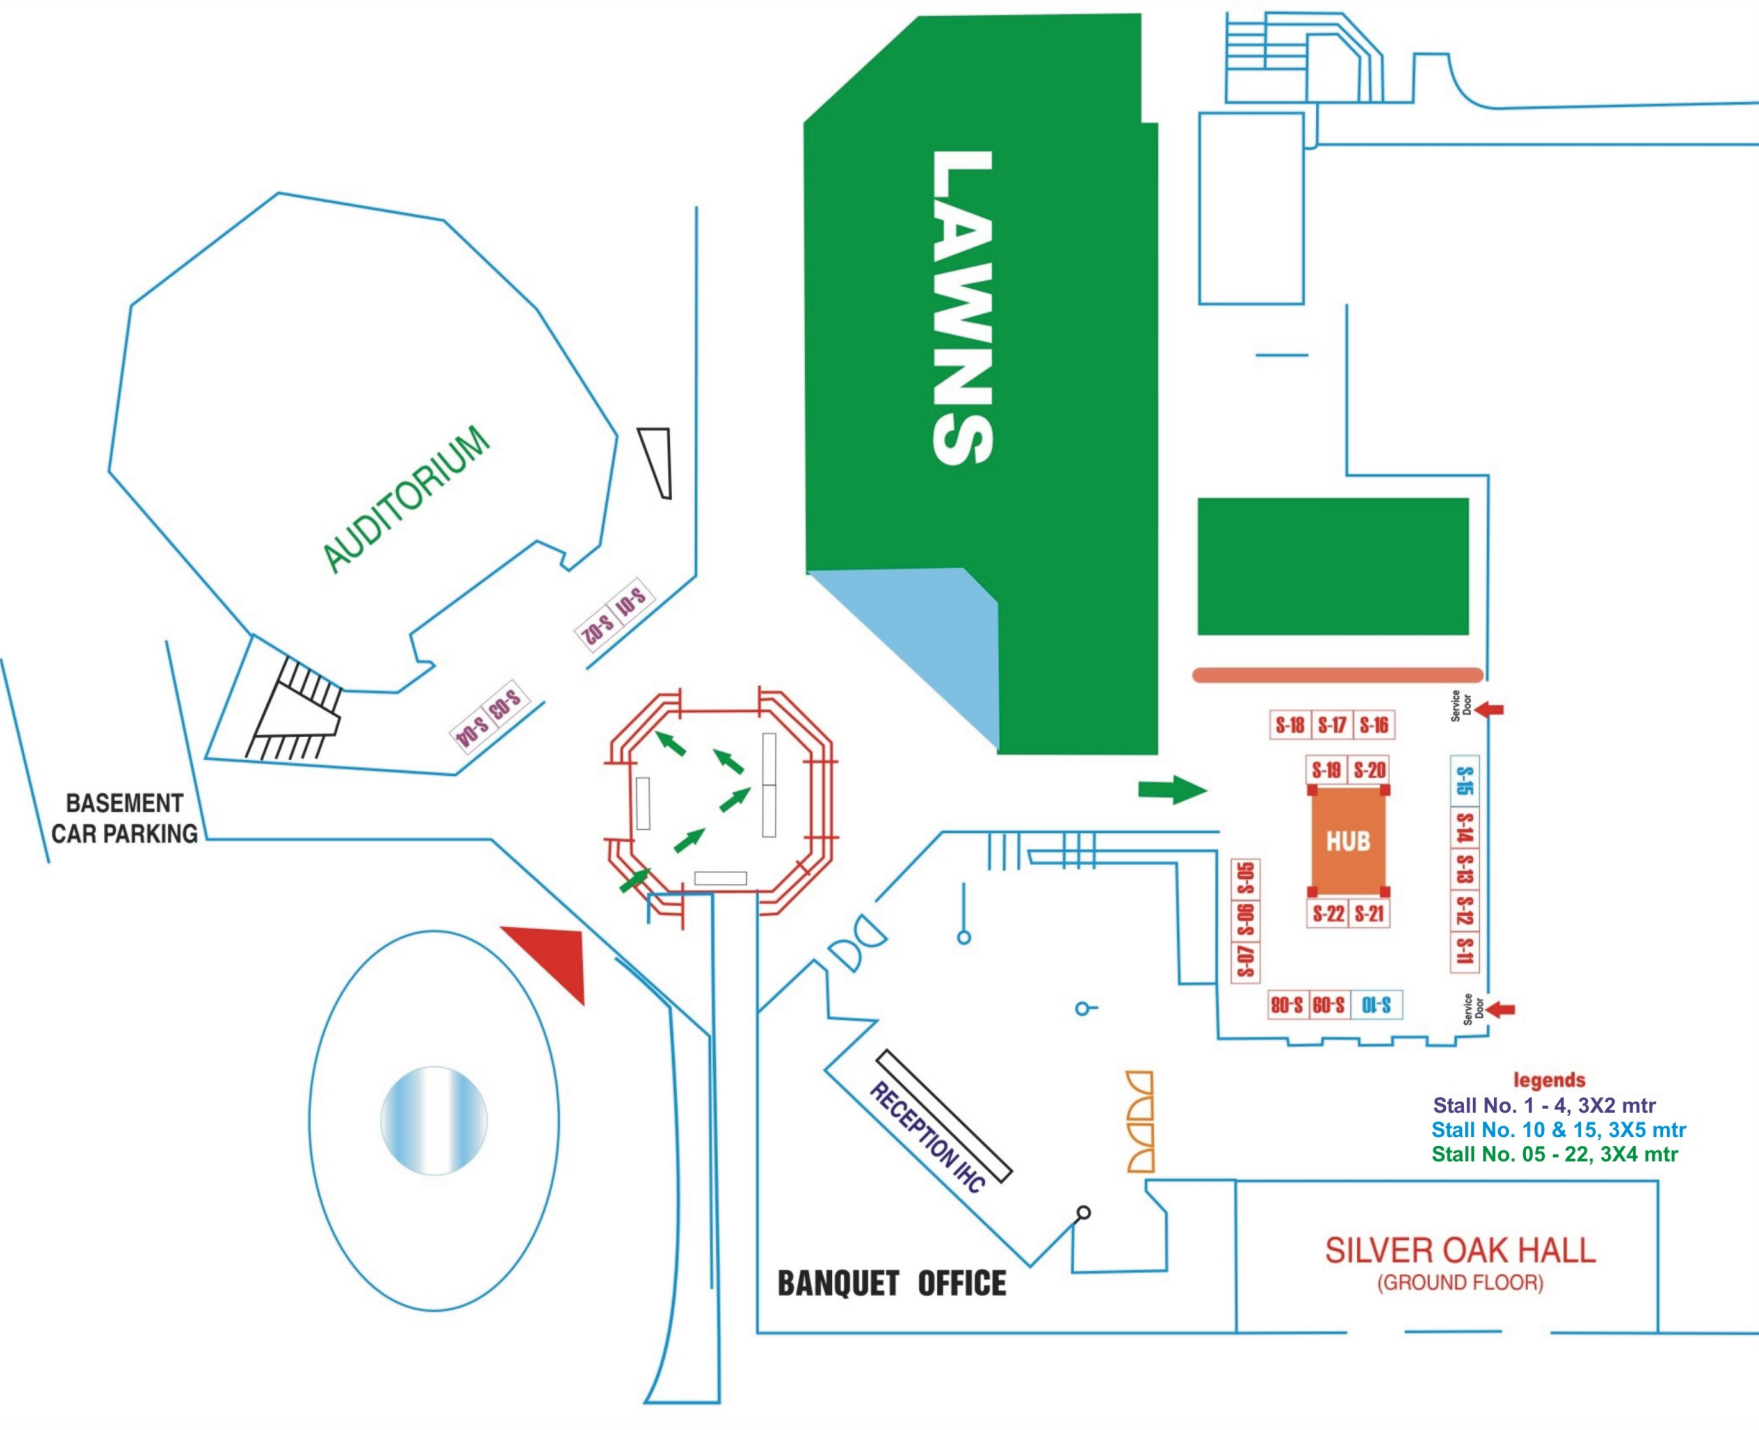 LAWNS
AUDITORIUM
S-01
S-02
S-03
S-04
BASEMENT
CAR PARKING
Service
Door
S-18 S-17 S-16
S-19 S-20
HUB
S-22 S-21
S-15
S-14
S-13
S-12
S-11
S-05
S-06
S-07
S-08 S-09 S-10
Service
Door
legends
Stall No. 1 - 4, 3X2 mtr
Stall No. 10 & 15, 3X5 mtr
Stall No. 05 - 22, 3X4 mtr
RECEPTION IHC
BANQUET OFFICE
SILVER OAK HALL
(GROUND FLOOR)